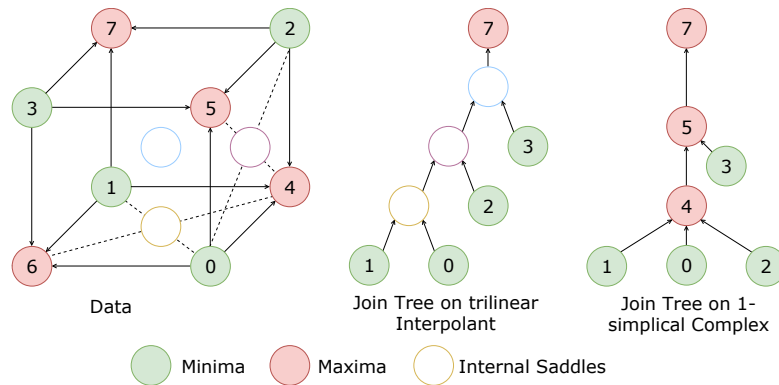 7
2
3
5
1
4
6
0
Data
7
3
2
1
0
Join Tree on trilinear
Interpolant
7
5
3
4
1
0
2
Join Tree on 1-
simplical Complex
Minima
Maxima
Internal Saddles